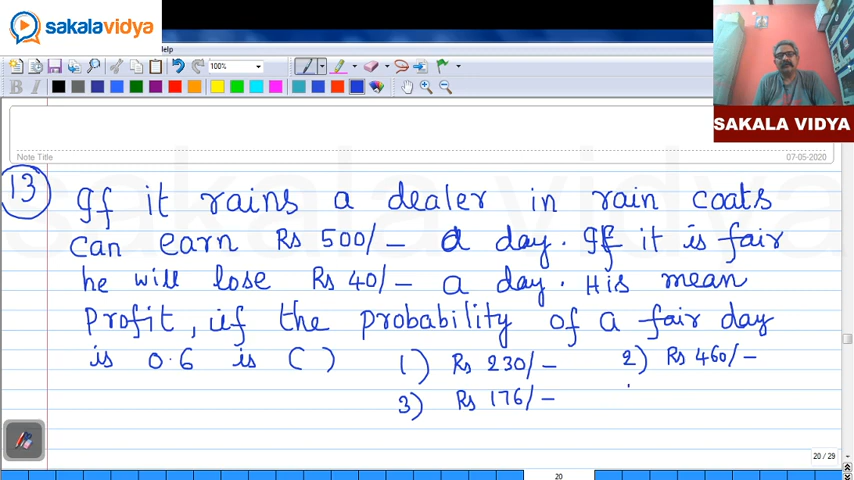 sakalavidya
Help
100%
SAKALA VIDYA
Note Title
07-05-2020
13
If it rains a dealer in rain coats
can earn Rs 500/- a day. If it is fair
he will lose Rs 40/- a day. His mean
Profit, if the probability of a fair day
is 0.6 is ( ) 1) Rs 230/- 2) Rs 460/-
3) Rs 176/-
20 / 29
20